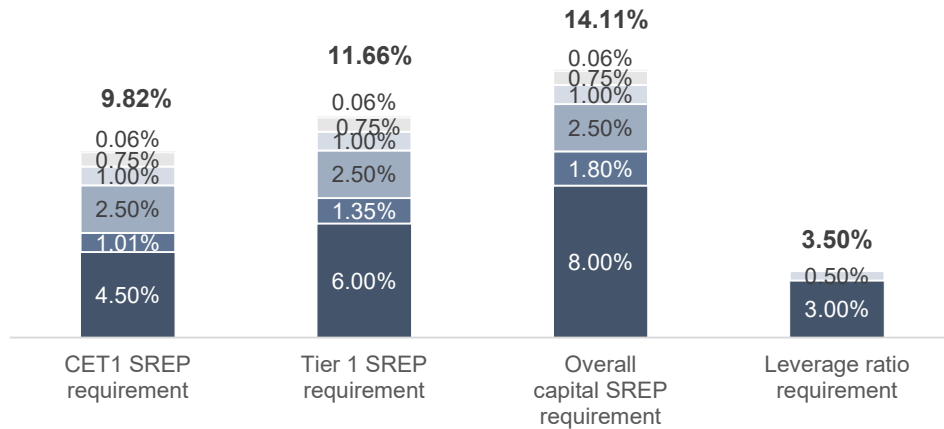 14.11%
0.06%
0.75%
1.00%
2.50%
1.80%
8.00%
11.66%
0.06%
0.75%
1.00%
2.50%
1.35%
6.00%
9.82%
0.06%
0.75%
1.00%
2.50%
1.01%
4.50%
3.50%
0.50%
3.00%
CET1 SREP
requirement
Tier 1 SREP
requirement
Overall
capital SREP
requirement
Leverage ratio
requirement